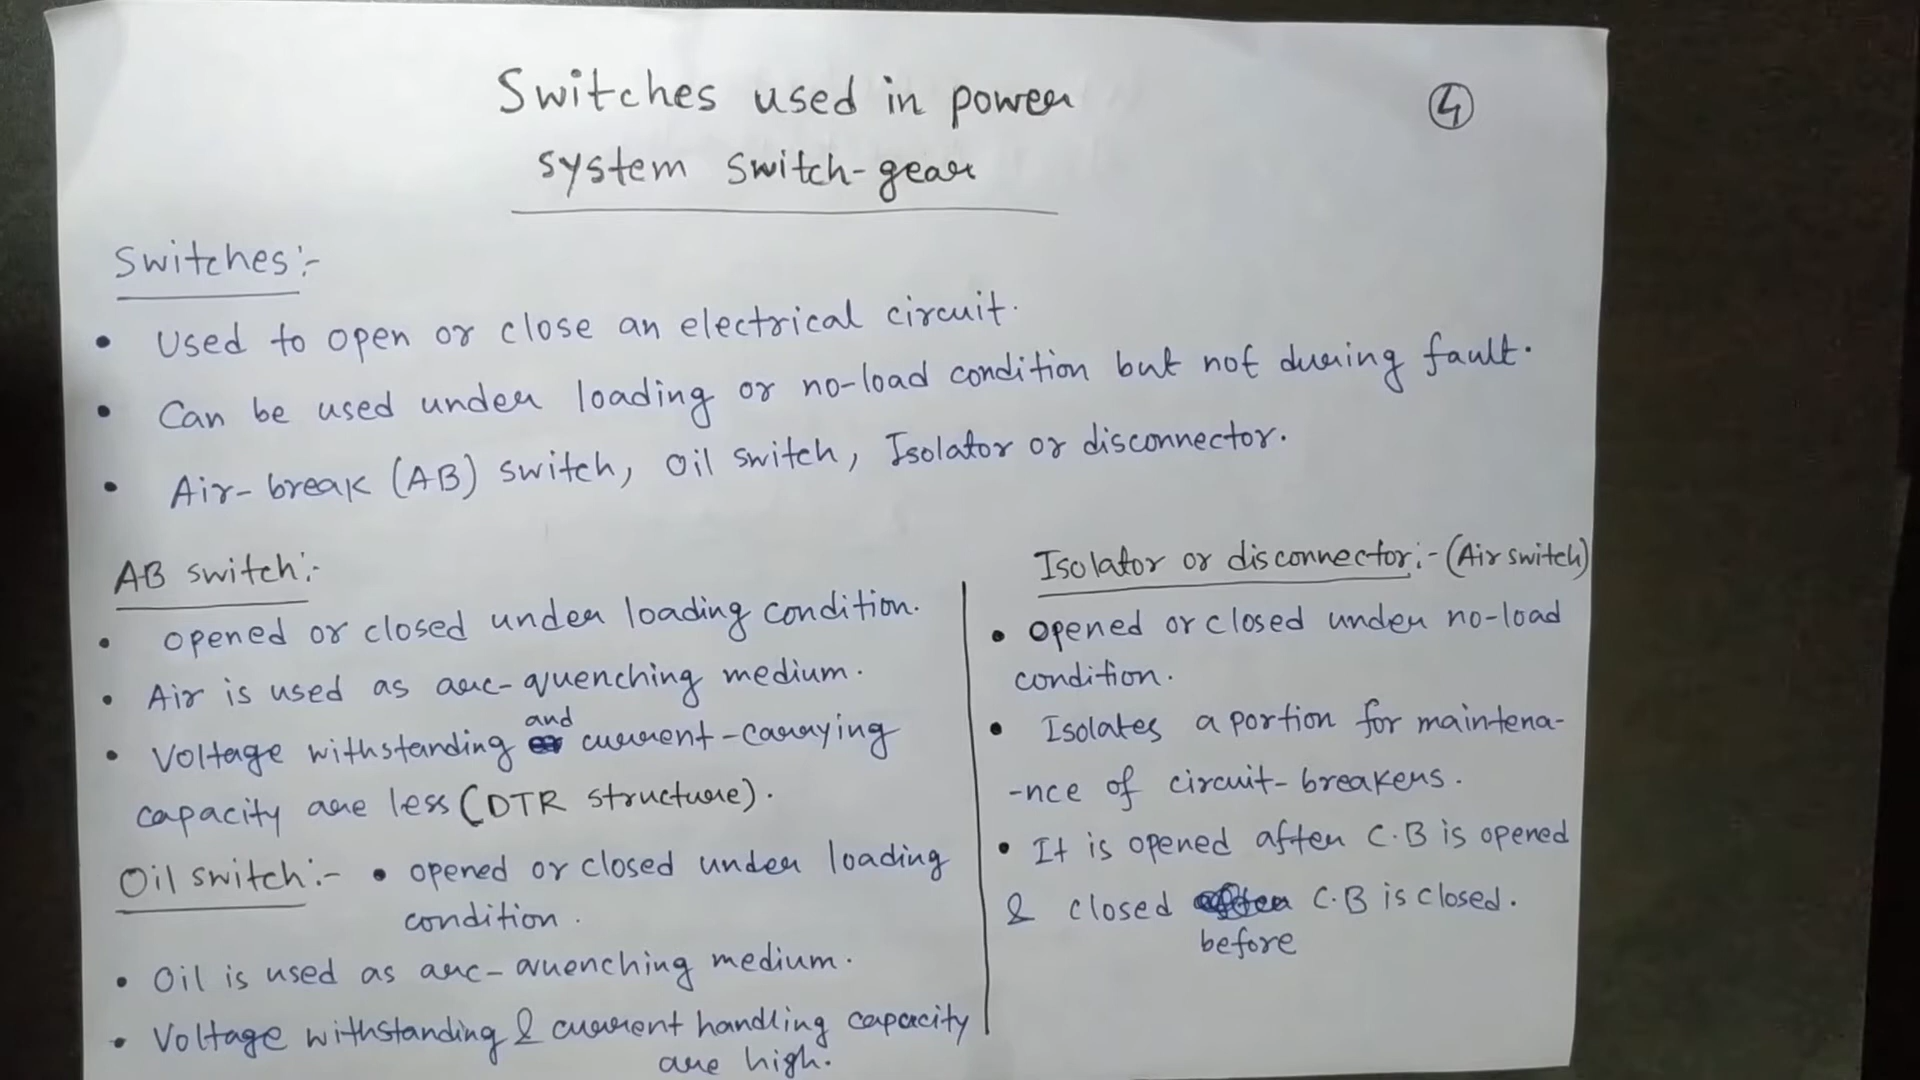 Switches used in power
system switch-gear
4
Switches:-
• Used to open or close an electrical circuit.
• Can be used under loading or no-load condition but not during fault.
• Air-break (AB) switch, Oil switch, Isolator or disconnector.
AB switch:-
• opened or closed under loading condition.
• Air is used as arc-quenching medium.
• Voltage withstanding and current-carrying
capacity are less (DTR structure).
Oil switch:- • opened or closed under loading
condition.
• Oil is used as arc-quenching medium.
• Voltage withstanding & current handling capacity
are high.
Isolator or disconnector:- (Air switch)
• opened or closed under no-load
condition.
• Isolates a portion for maintena-
-nce of circuit-breakers.
• It is opened after C.B is opened
& closed after C.B is closed.
before